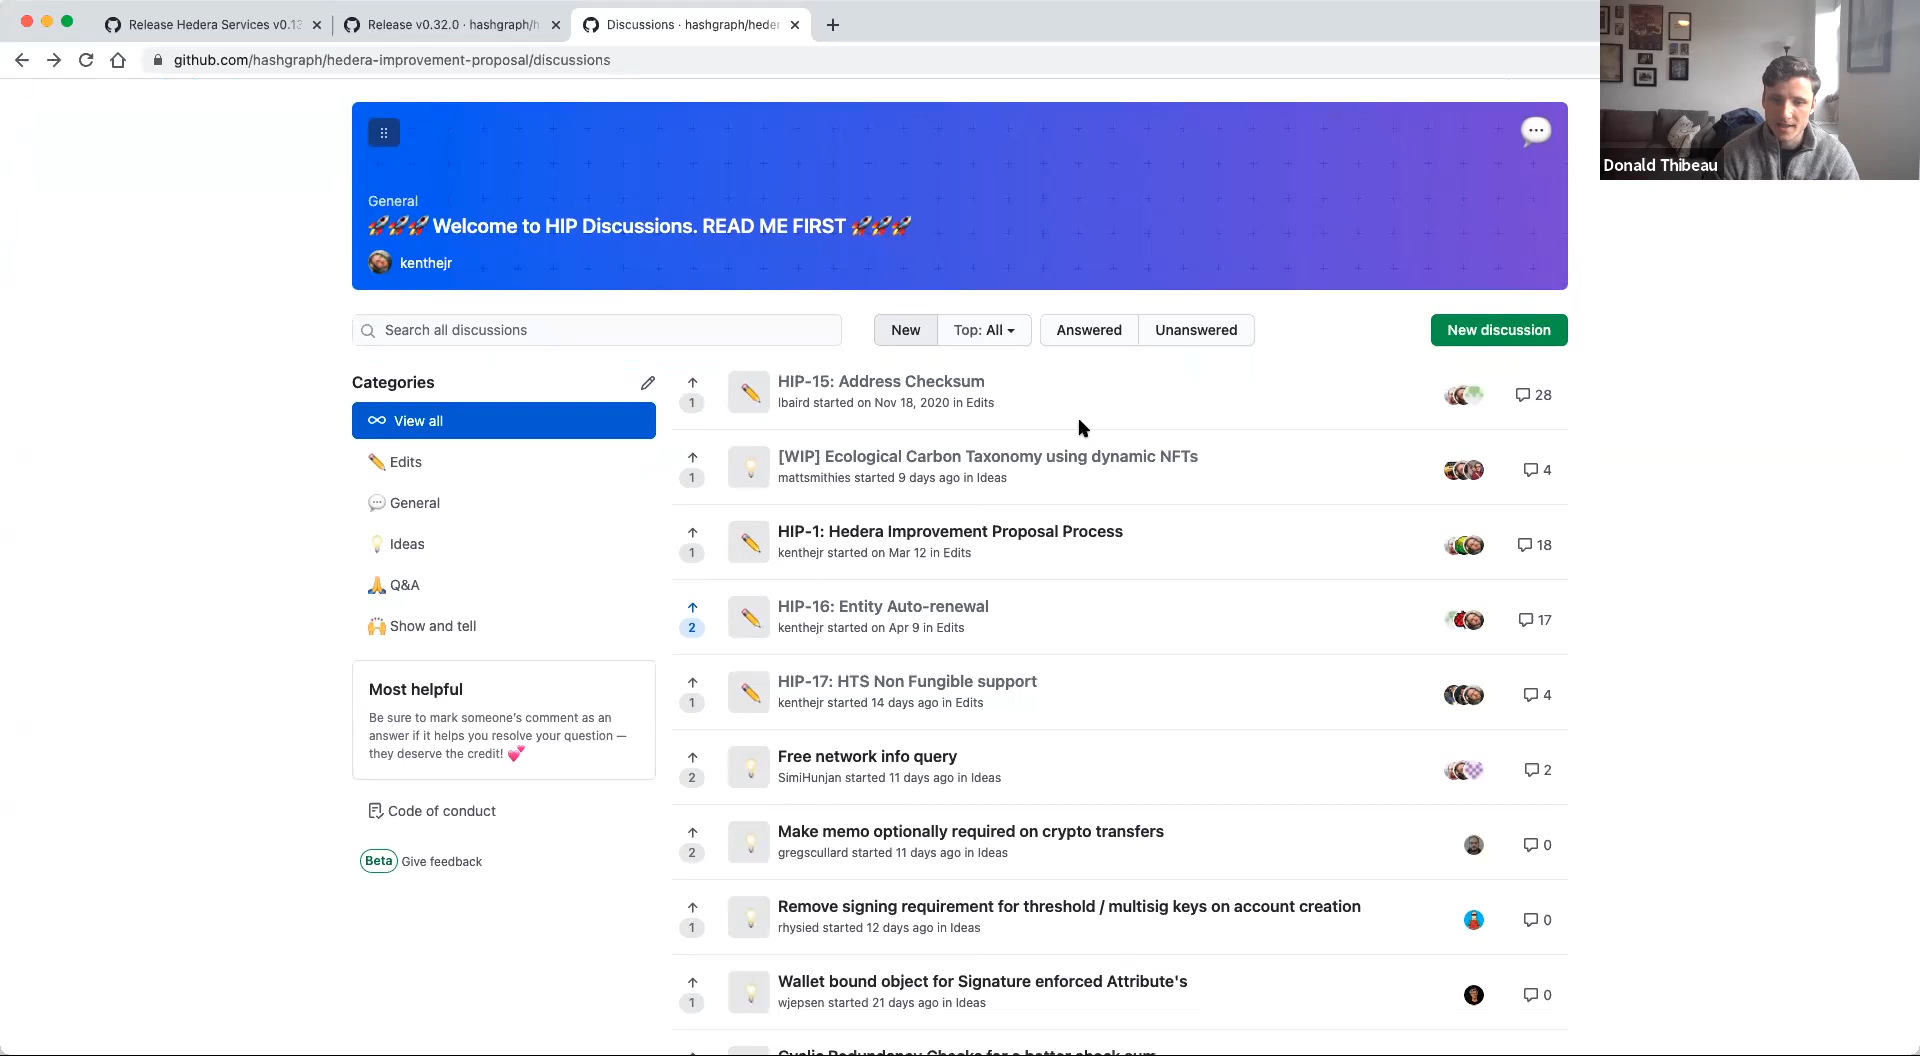 Release Hedera Services v0.13
Release v0.32.0 · hashgraph/h
Discussions · hashgraph/heder
github.com/hashgraph/hedera-improvement-proposal/discussions
Donald Thibeau
General
🚀🚀🚀 Welcome to HIP Discussions. READ ME FIRST 🚀🚀🚀
kenthejr
Search all discussions
New
Top: All
Answered
Unanswered
New discussion
Categories
View all
Edits
General
Ideas
Q&A
Show and tell
Most helpful
Be sure to mark someone's comment as an
answer if it helps you resolve your question —
they deserve the credit! 💕
Code of conduct
Beta Give feedback
1
HIP-15: Address Checksum
lbaird started on Nov 18, 2020 in Edits
28
1
[WIP] Ecological Carbon Taxonomy using dynamic NFTs
mattsmithies started 9 days ago in Ideas
4
1
HIP-1: Hedera Improvement Proposal Process
kenthejr started on Mar 12 in Edits
18
2
HIP-16: Entity Auto-renewal
kenthejr started on Apr 9 in Edits
17
1
HIP-17: HTS Non Fungible support
kenthejr started 14 days ago in Edits
4
2
Free network info query
SimiHunjan started 11 days ago in Ideas
2
2
Make memo optionally required on crypto transfers
gregscullard started 11 days ago in Ideas
0
1
Remove signing requirement for threshold / multisig keys on account creation
rhysied started 12 days ago in Ideas
0
1
Wallet bound object for Signature enforced Attribute's
wjepsen started 21 days ago in Ideas
0
Cyclic Redundancy Checks for a better check sum